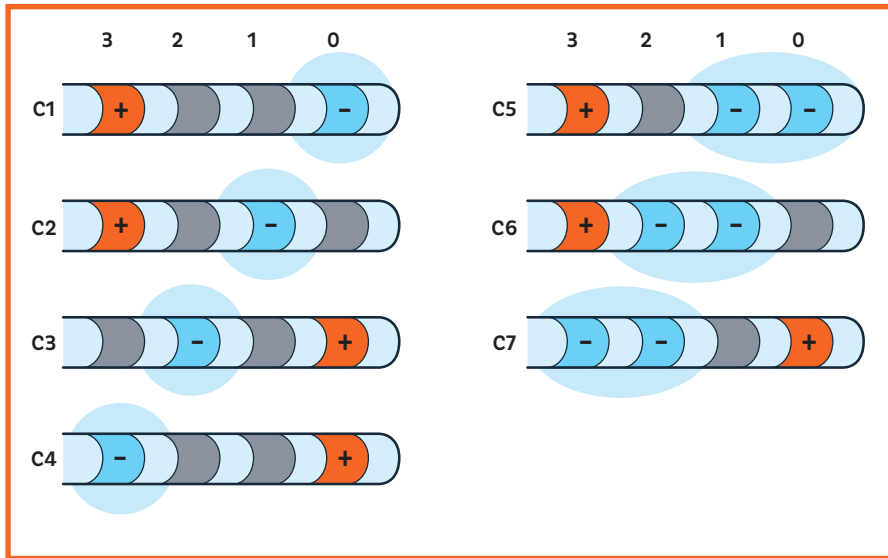 3 2 1 0
C1 + -
C2 + -
C3 - +
C4 - +
3 2 1 0
C5 + - -
C6 + - -
C7 - - +